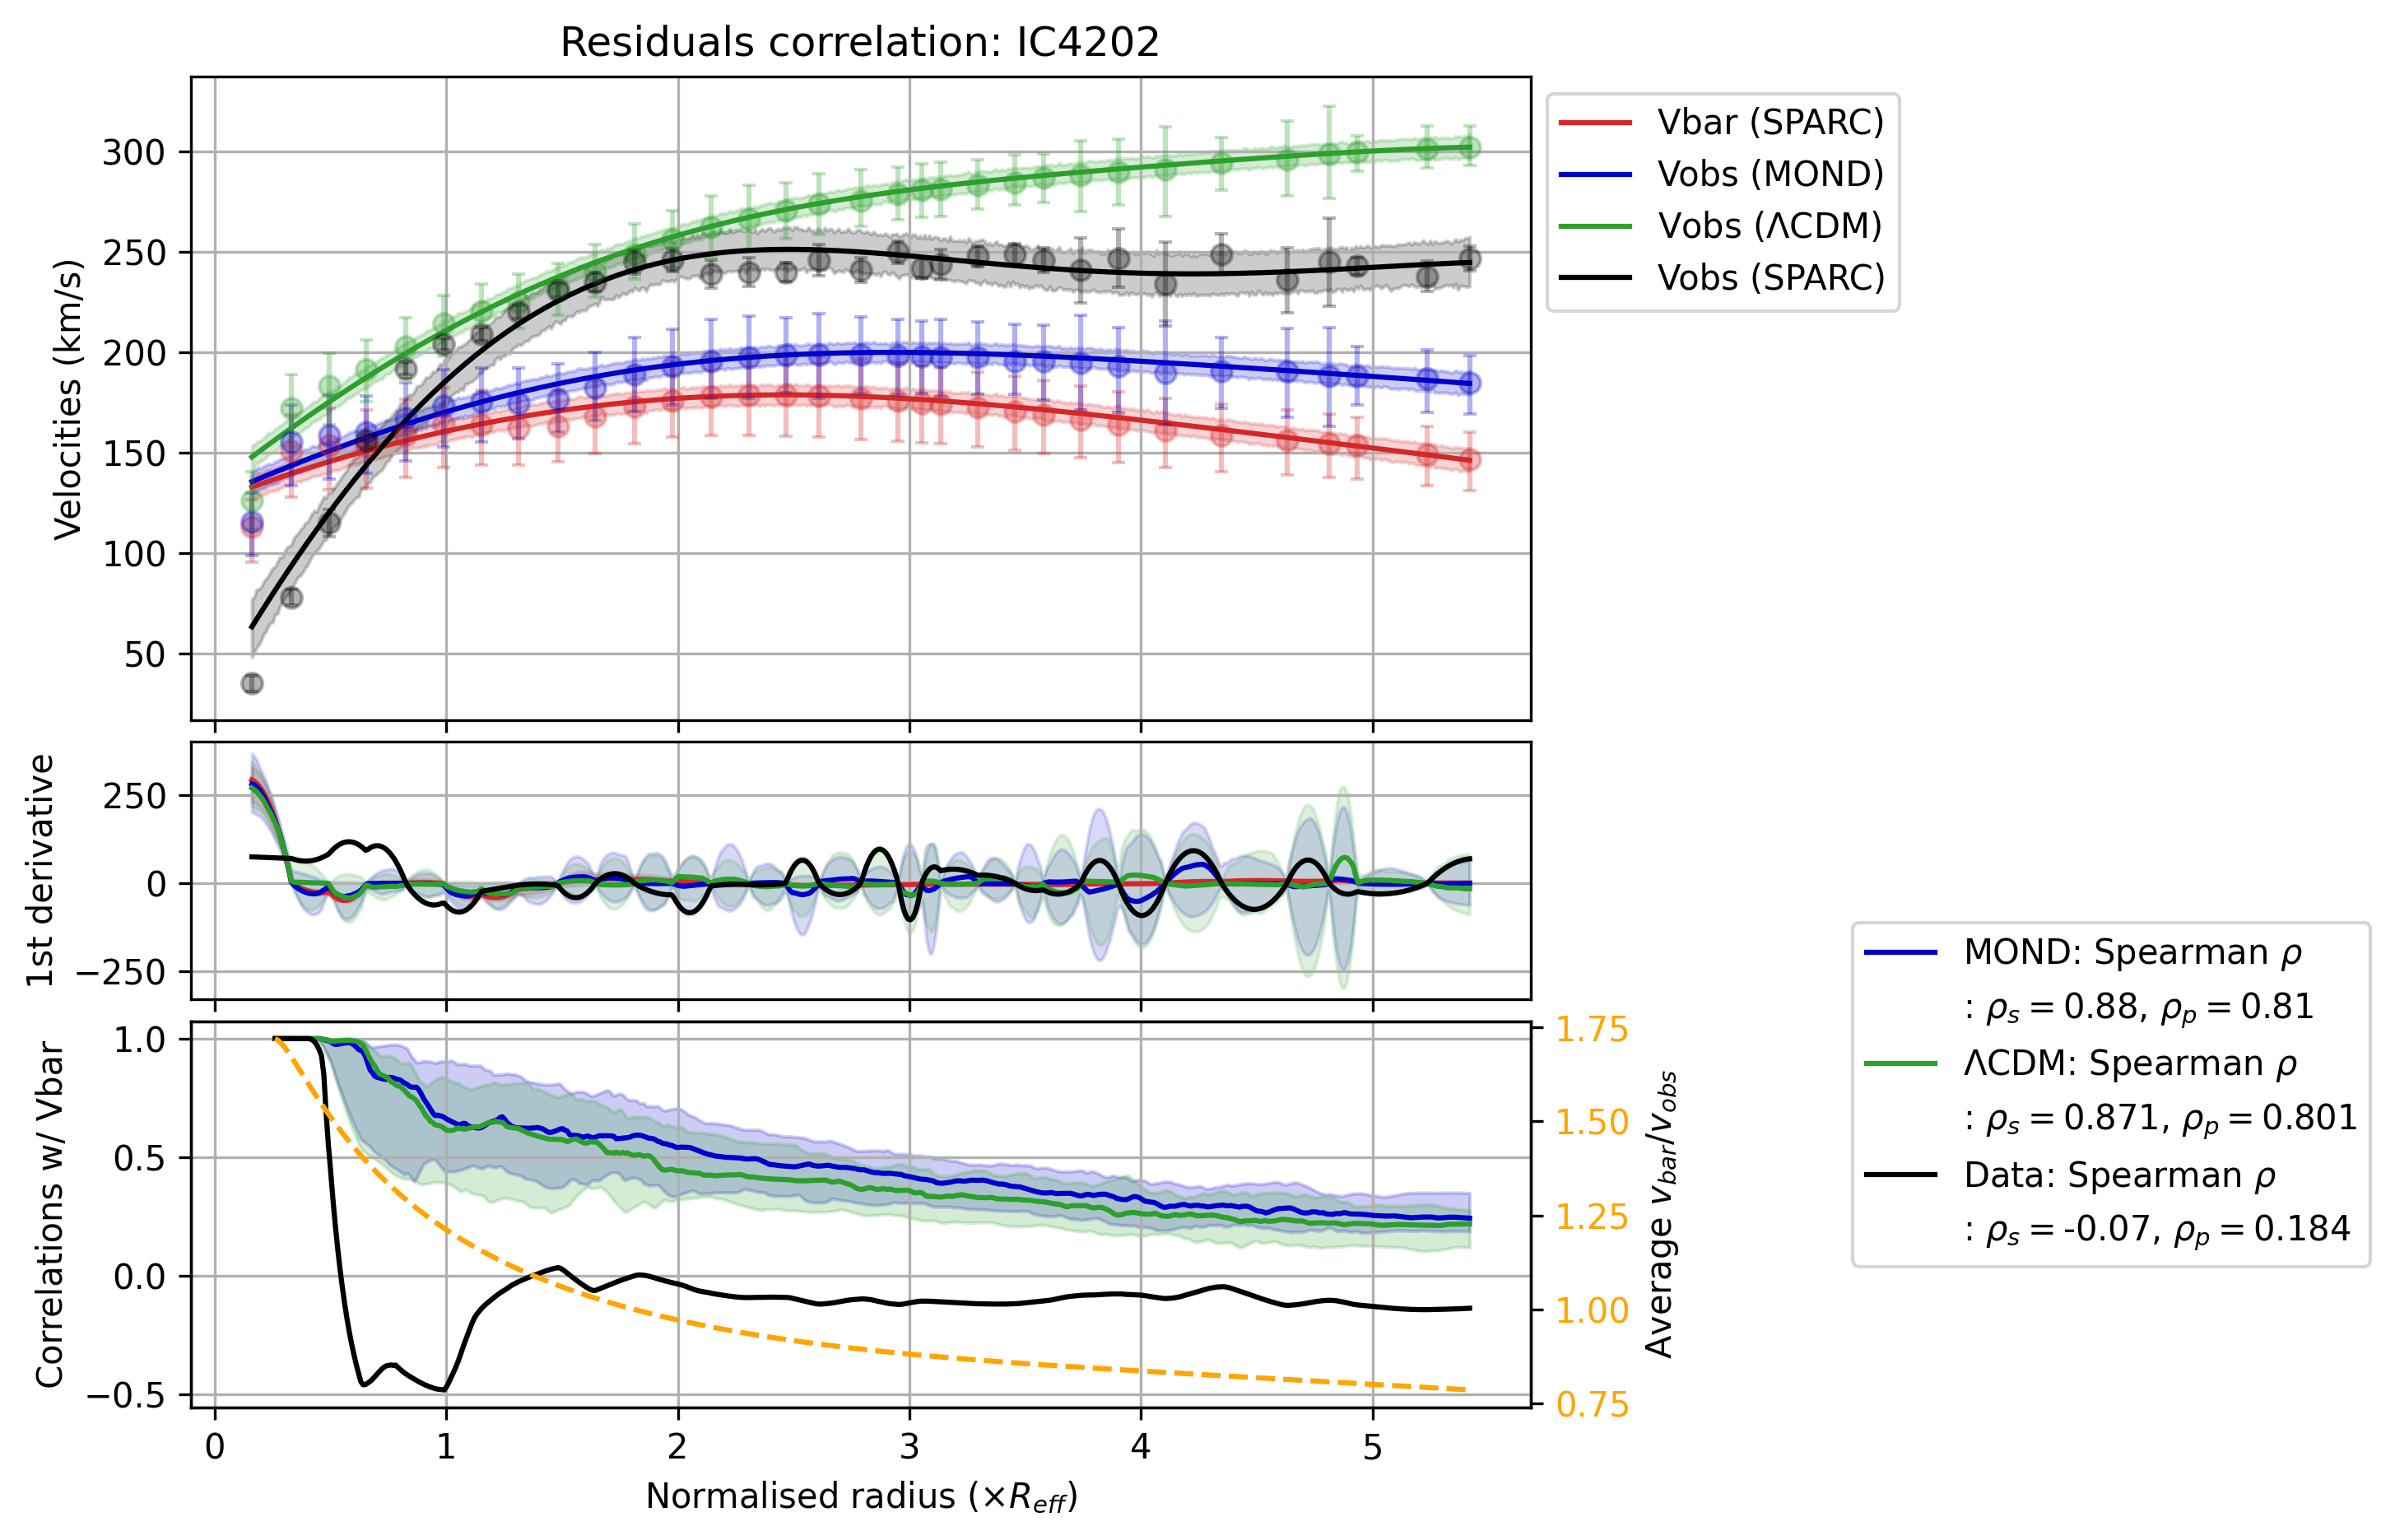 Residuals correlation: IC4202
Velocities (km/s)
300
250
200
150
100
50
Vbar (SPARC)
Vobs (MOND)
Vobs (ΛCDM)
Vobs (SPARC)
1st derivative
250
0
−250
Correlations w/ Vbar
1.0
0.5
0.0
−0.5
1.75
1.50
1.25
1.00
0.75
Average v_bar/v_obs
MOND: Spearman ρ
: ρ_s = 0.88, ρ_p = 0.81
ΛCDM: Spearman ρ
: ρ_s = 0.871, ρ_p = 0.801
Data: Spearman ρ
: ρ_s = -0.07, ρ_p = 0.184
0 1 2 3 4 5
Normalised radius (×R_eff)